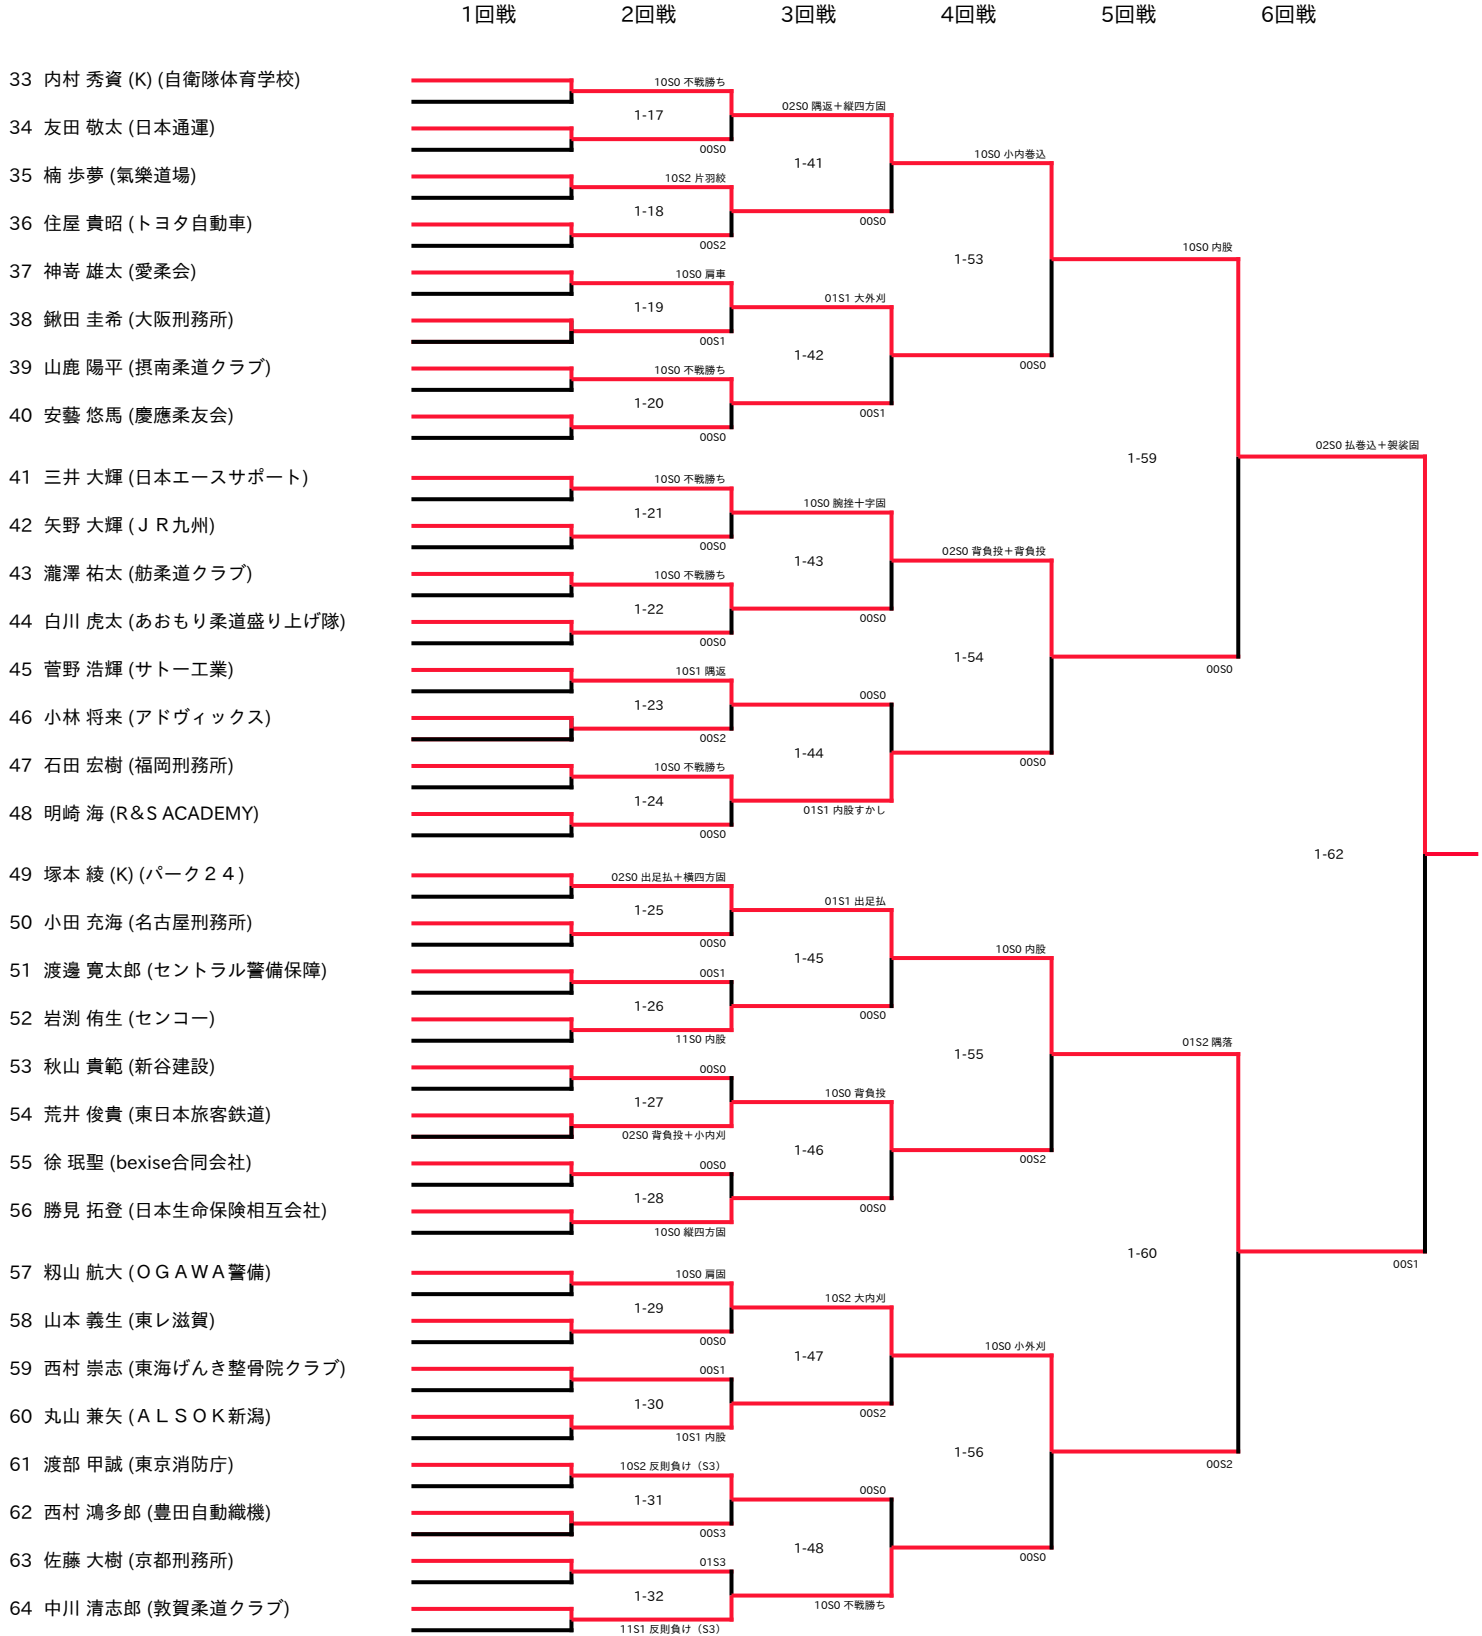 1回戦 2回戦 3回戦 4回戦 5回戦 6回戦
33 内村 秀資 (K) (自衛隊体育学校)
10S0 不戦勝ち
02S0 隅返＋縦四方固
1-17
34 友田 敬太 (日本通運)
00S0
10S0 小内巻込
1-41
35 楠 歩夢 (氣樂道場)
10S2 片羽絞
1-18
00S0
36 住屋 貴昭 (トヨタ自動車)
00S2
10S0 内股
1-53
37 神嵜 雄太 (愛柔会)
10S0 肩車
01S1 大外刈
1-19
38 鍬田 圭希 (大阪刑務所)
00S1
1-42
00S0
39 山鹿 陽平 (摂南柔道クラブ)
10S0 不戦勝ち
1-20
00S1
40 安藝 悠馬 (慶應柔友会)
00S0
02S0 払巻込＋袈裟固
1-59
41 三井 大輝 (日本エースサポート)
10S0 不戦勝ち
10S0 腕挫十字固
1-21
42 矢野 大輝 (ＪＲ九州)
00S0
02S0 背負投＋背負投
1-43
43 瀧澤 祐太 (舫柔道クラブ)
10S0 不戦勝ち
1-22
00S0
44 白川 虎太 (あおもり柔道盛り上げ隊)
00S0
1-54
45 菅野 浩輝 (サトー工業)
10S1 隅返
00S0
00S0
1-23
46 小林 将来 (アドヴィックス)
00S2
1-44
00S0
47 石田 宏樹 (福岡刑務所)
10S0 不戦勝ち
1-24
01S1 内股すかし
48 明崎 海 (R＆S ACADEMY)
00S0
1-62
49 塚本 綾 (K) (パーク２４)
02S0 出足払＋横四方固
01S1 出足払
1-25
50 小田 充海 (名古屋刑務所)
00S0
10S0 内股
1-45
51 渡邊 寛太郎 (セントラル警備保障)
00S1
1-26
00S0
52 岩渕 侑生 (センコー)
11S0 内股
01S2 隅落
1-55
53 秋山 貴範 (新谷建設)
00S0
10S0 背負投
1-27
54 荒井 俊貴 (東日本旅客鉄道)
02S0 背負投＋小内刈
1-46
00S2
55 徐 珉聖 (bexise合同会社)
00S0
1-28
00S0
56 勝見 拓登 (日本生命保険相互会社)
10S0 縦四方固
1-60
00S1
57 籾山 航大 (ＯＧＡＷＡ警備)
10S0 肩固
10S2 大内刈
1-29
58 山本 義生 (東レ滋賀)
00S0
10S0 小外刈
1-47
59 西村 崇志 (東海げんき整骨院クラブ)
00S1
1-30
00S2
60 丸山 兼矢 (ＡＬＳＯＫ新潟)
10S1 内股
1-56
00S2
61 渡部 甲誠 (東京消防庁)
10S2 反則負け（S3）
00S0
1-31
62 西村 鴻多郎 (豊田自動織機)
00S3
1-48
00S0
63 佐藤 大樹 (京都刑務所)
01S3
1-32
10S0 不戦勝ち
64 中川 清志郎 (敦賀柔道クラブ)
11S1 反則負け（S3）